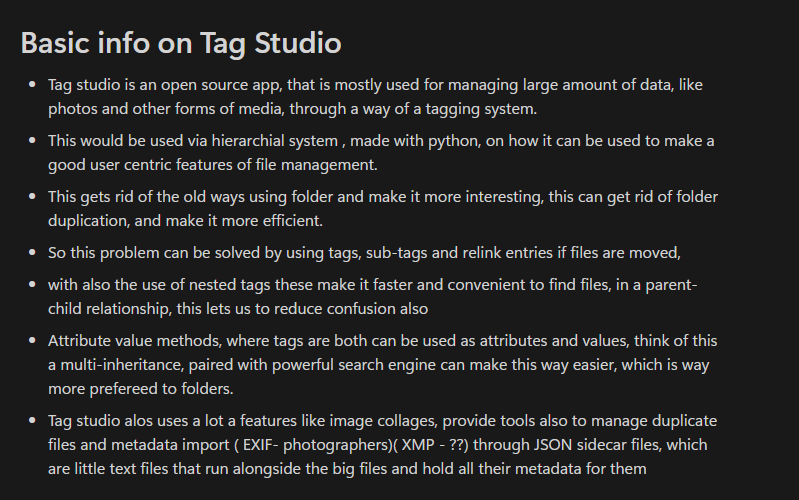 Basic info on Tag Studio
• Tag studio is an open source app, that is mostly used for managing large amount of data, like
photos and other forms of media, through a way of a tagging system.
• This would be used via hierarchial system , made with python, on how it can be used to make a
good user centric features of file management.
• This gets rid of the old ways using folder and make it more interesting, this can get rid of folder
duplication, and make it more efficient.
• So this problem can be solved by using tags, sub-tags and relink entries if files are moved,
• with also the use of nested tags these make it faster and convenient to find files, in a parent-
child relationship, this lets us to reduce confusion also
• Attribute value methods, where tags are both can be used as attributes and values, think of this
a multi-inheritance, paired with powerful search engine can make this way easier, which is way
more prefereed to folders.
• Tag studio alos uses a lot a features like image collages, provide tools also to manage duplicate
files and metadata import ( EXIF- photographers)( XMP - ??) through JSON sidecar files, which
are little text files that run alongside the big files and hold all their metadata for them